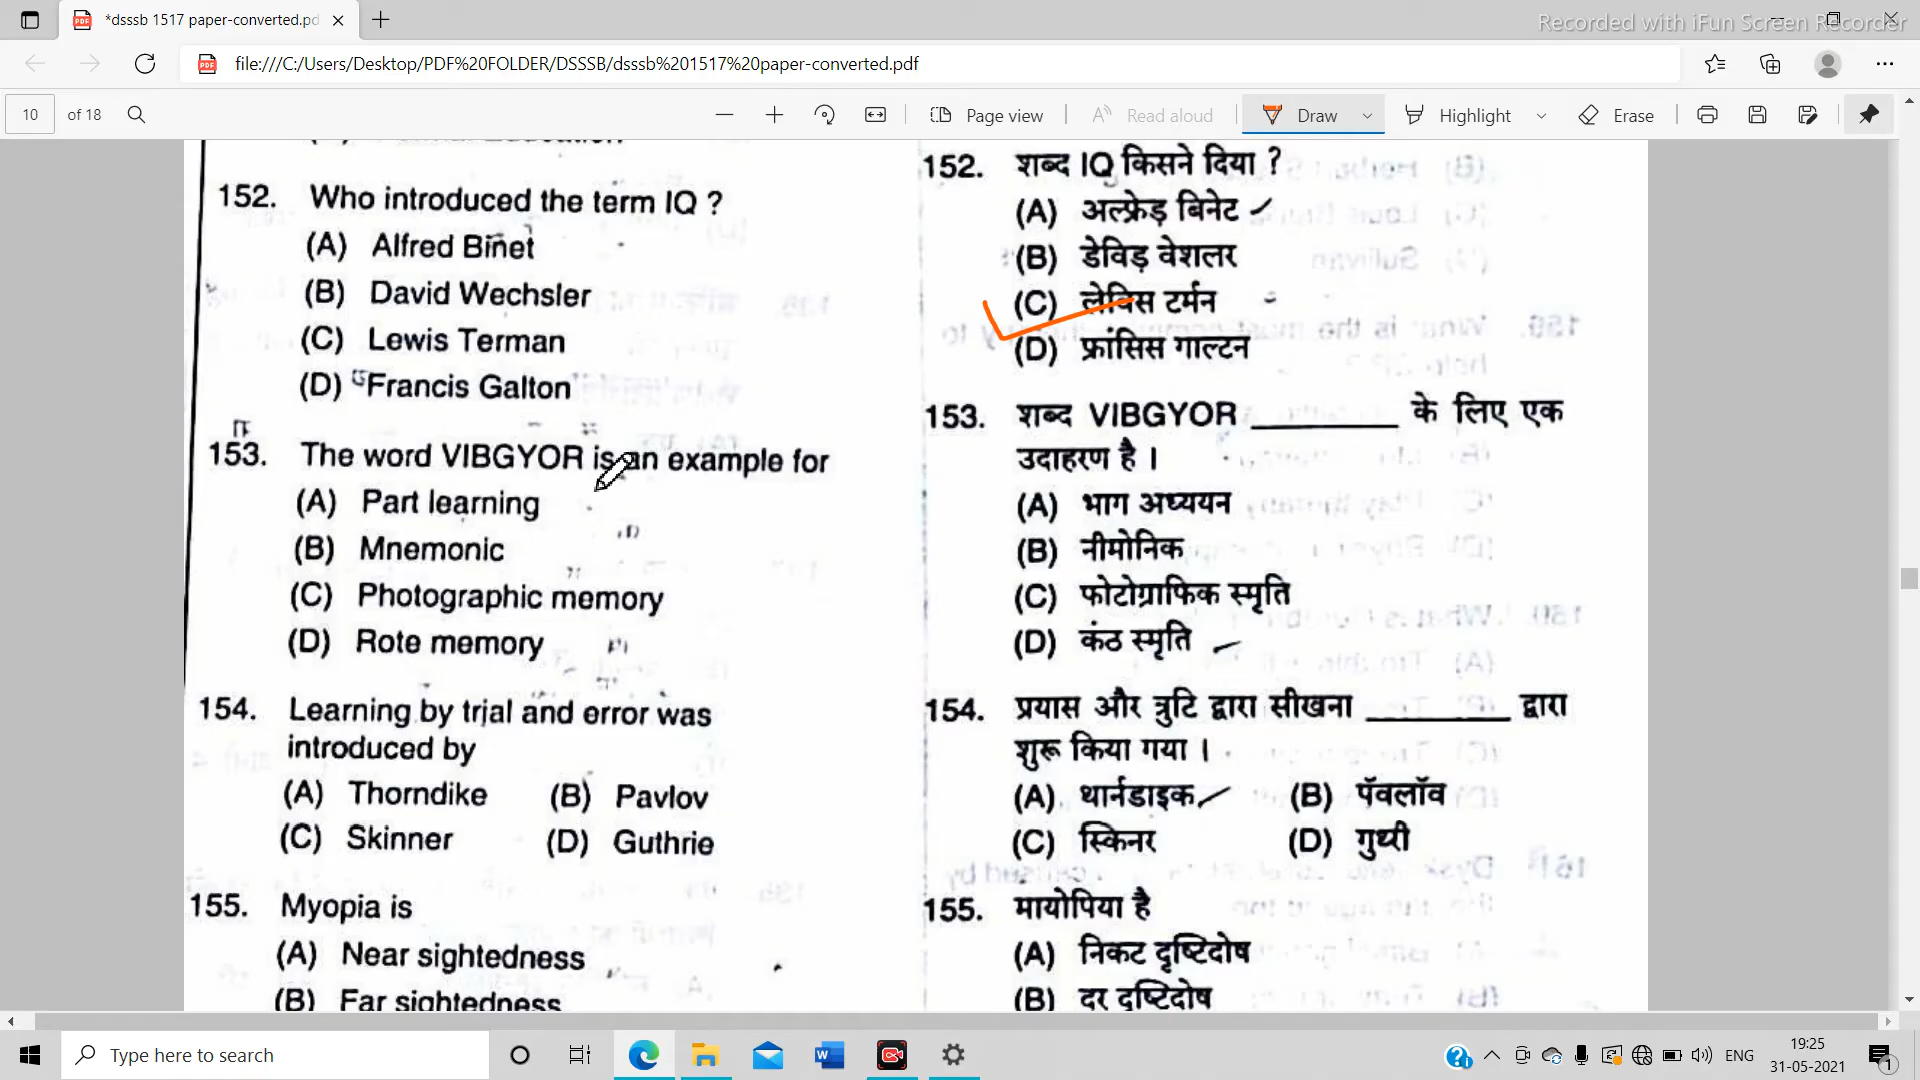 *dsssb 1517 paper-converted.pd
Recorded with iFun Screen Recorder
file:///C:/Users/Desktop/PDF%20FOLDER/DSSSB/dsssb%201517%20paper-converted.pdf
10 of 18
Page view
Read aloud
Draw
Highlight
Erase
152. Who introduced the term IQ ?
(A) Alfred Binet
(B) David Wechsler
(C) Lewis Terman
(D) Francis Galton
153. The word VIBGYOR is an example for
(A) Part learning
(B) Mnemonic
(C) Photographic memory
(D) Rote memory
154. Learning by trial and error was
introduced by
(A) Thorndike (B) Pavlov
(C) Skinner (D) Guthrie
155. Myopia is
(A) Near sightedness
(B) Far sightedness
152. शब्द IQ किसने दिया ?
(A) अल्फ्रेड़ बिनेट
(B) डेविड़ वेशलर
(C) लेविस टर्मन
(D) फ्रांसिस गाल्टन
153. शब्द VIBGYOR ________ के लिए एक
उदाहरण है ।
(A) भाग अध्ययन
(B) नीमोनिक
(C) फोटोग्राफिक स्मृति
(D) कंठ स्मृति
154. प्रयास और त्रुटि द्वारा सीखना ________ द्वारा
शुरू किया गया ।
(A) थार्नडाइक (B) पॅवलॉव
(C) स्किनर (D) गुथ्री
155. मायोपिया है
(A) निकट दृष्टिदोष
(B) दूर दृष्टिदोष
Type here to search
ENG
19:25
31-05-2021
1